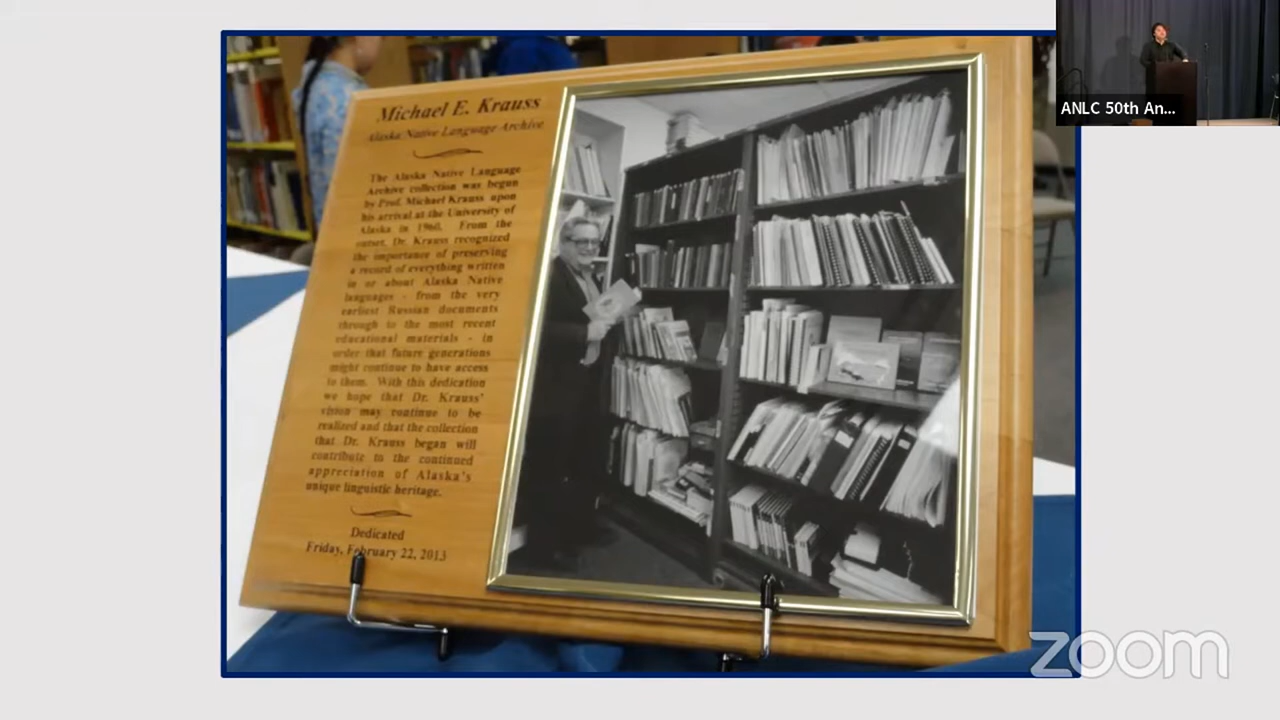 Michael E. Krauss
Alaska Native Language Archive
The Alaska Native Language
Archive collection was begun
by Prof. Michael Krauss upon
his arrival at the University of
Alaska in 1960. From the
outset, Dr. Krauss recognized
the importance of preserving
a record of everything written
in or about Alaska Native
languages - from the very
earliest Russian documents
through to the most recent
educational materials - in
order that future generations
might continue to have access
to them. With this dedication
we hope that Dr. Krauss'
vision may continue to be
realized and that the collection
that Dr. Krauss began will
contribute to the continued
appreciation of Alaska's
unique linguistic heritage.
Dedicated
Friday, February 22, 2013
ANLC 50th An...
zoom